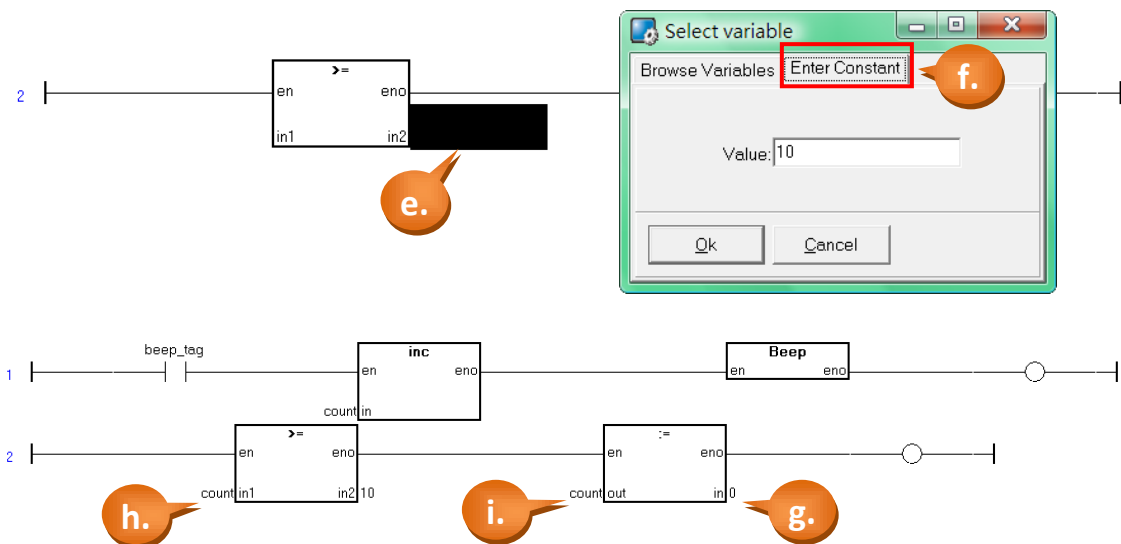 Select variable
Browse Variables Enter Constant
f.
>=
2
en eno
in1 in2
e.
Value: 10
Ok Cancel
beep_tag
inc
Beep
1
en eno
en eno
count in
>=
:=
2
en eno
en eno
count in1 in2 10
count out in 0
h.
i.
g.